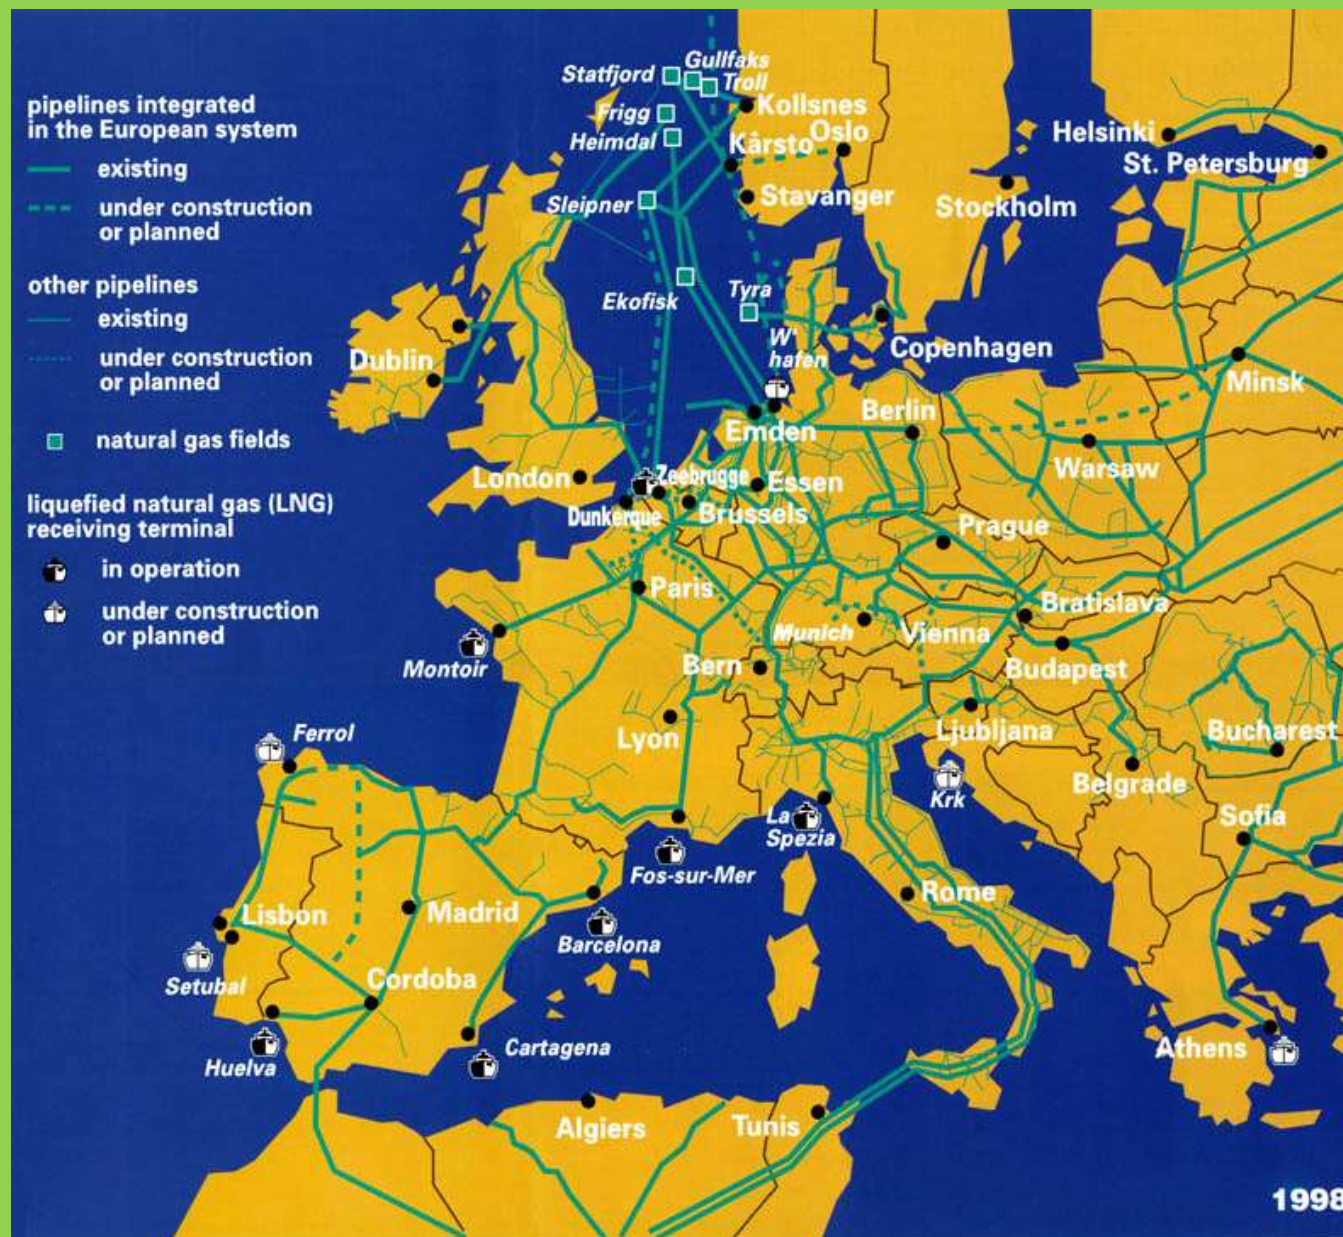 pipelines integrated
in the European system
existing
under construction
or planned
other pipelines
existing
under construction
or planned
natural gas fields
liquefied natural gas (LNG)
receiving terminal
in operation
under construction
or planned
Statfjord
Gullfaks
Troll
Frigg
Heimdal
Kollsnes
Oslo
Kårsto
Stavanger
Sleipner
Helsinki
St. Petersburg
Stockholm
Ekofisk
Tyra
W'
hafen
Copenhagen
Dublin
Minsk
Berlin
Emden
Warsaw
London
Zeebrugge
Essen
Dunkerque
Brussels
Prague
Paris
Bratislava
Munich
Vienna
Montoir
Bern
Budapest
Lyon
Ljubljana
Bucharest
Ferrol
Krk
Belgrade
La
Spezia
Sofia
Fos-sur-Mer
Lisbon
Madrid
Rome
Barcelona
Setubal
Cordoba
Huelva
Cartagena
Athens
Algiers
Tunis
1998